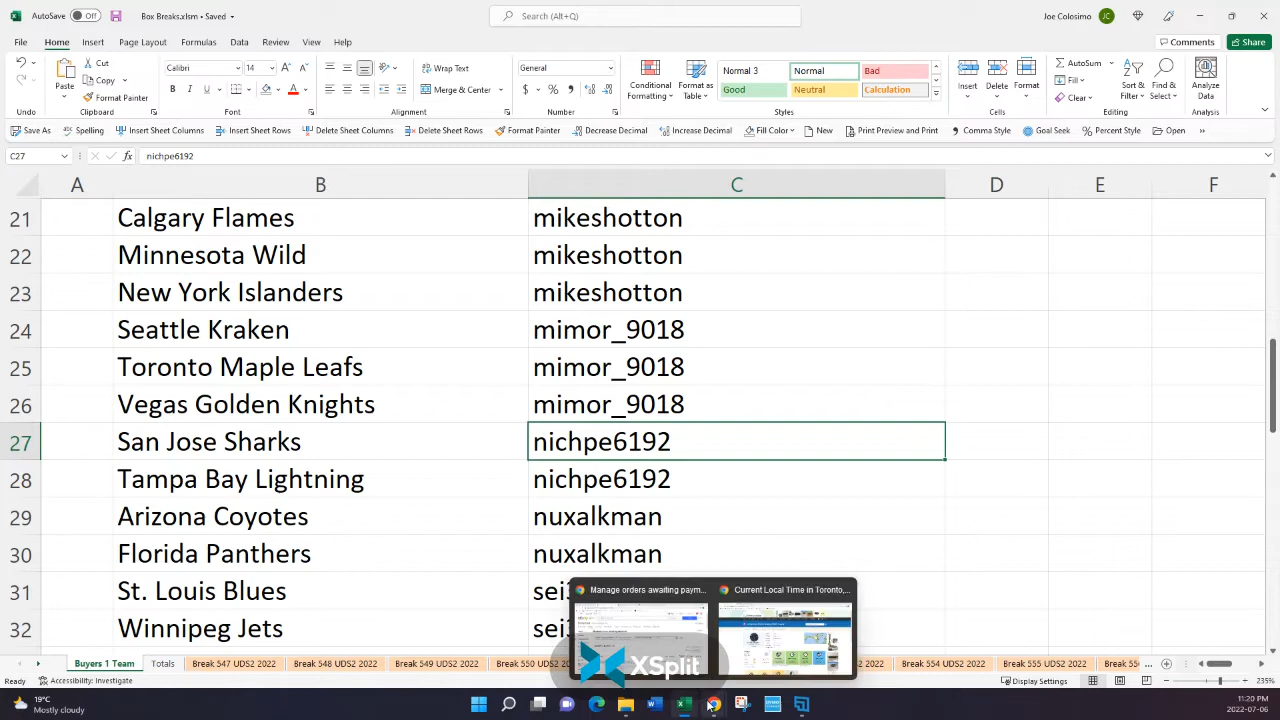 AutoSave Off Box Breaks.xlsm • Saved Search (Alt+Q) Joe Colosimo JC
File Home Insert Page Layout Formulas Data Review View Help Comments Share
Cut Calibri 14 Wrap Text General Normal 3 Normal Bad AutoSum
Paste Copy Conditional Formatting Format as Table Good Neutral Calculation Insert Delete Format Fill Sort & Filter Find & Select Analyze Data
Format Painter B I U A Merge & Center $ % Clear
Undo Clipboard Font Alignment Number Styles Cells Editing Analysis
Save As Spelling Insert Sheet Columns Insert Sheet Rows Delete Sheet Columns Delete Sheet Rows Format Painter Decrease Decimal Increase Decimal Fill Color New Print Preview and Print Comma Style Goal Seek Percent Style Open
C27 fx nichpe6192
A B C D E F
21 Calgary Flames mikeshotton
22 Minnesota Wild mikeshotton
23 New York Islanders mikeshotton
24 Seattle Kraken mimor_9018
25 Toronto Maple Leafs mimor_9018
26 Vegas Golden Knights mimor_9018
27 San Jose Sharks nichpe6192
28 Tampa Bay Lightning nichpe6192
29 Arizona Coyotes nuxalkman
30 Florida Panthers nuxalkman
31 St. Louis Blues
32 Winnipeg Jets
Manage orders awaiting paym... Current Local Time in Toronto,...
XSplit
Buyers 1 Team Totals Break 547 UDS2 2022 Break 548 UDS2 2022 Break 549 UDS2 2022 Break 554 UDS2 2022 Break 555 UDS2 2022
Ready Accessibility: Investigate Display Settings 235%
19°C
Mostly cloudy
11:20 PM
2022-07-06